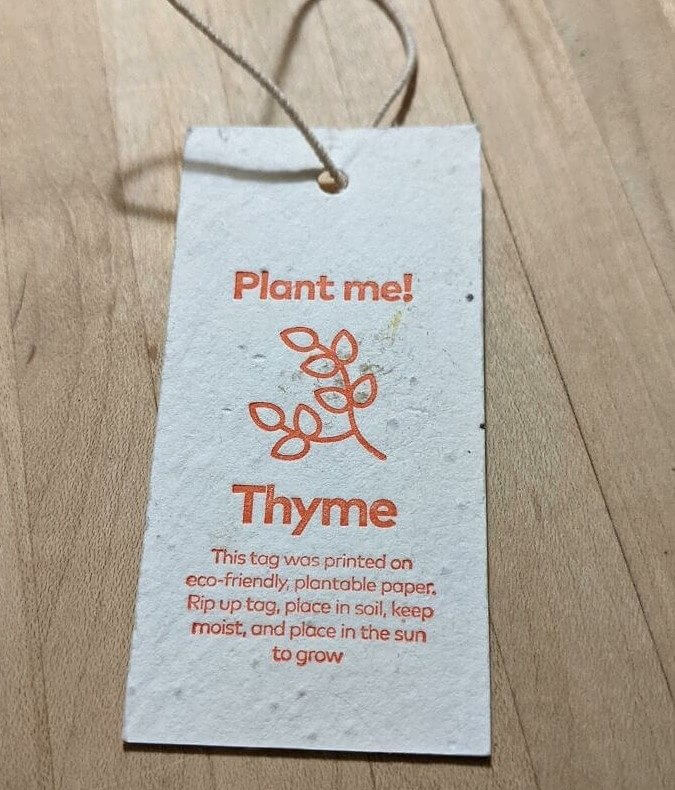 Plant me!
Thyme
This tag was printed on
eco-friendly, plantable paper.
Rip up tag, place in soil, keep
moist, and place in the sun
to grow